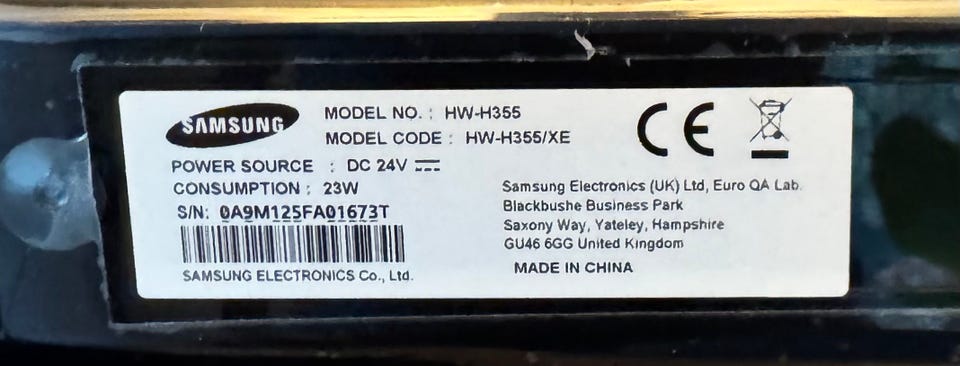 SAMSUNG
MODEL NO. : HW-H355
MODEL CODE : HW-H355/XE
POWER SOURCE : DC 24V ⎓
CONSUMPTION : 23W
S/N: 0A9M125FA01673T
SAMSUNG ELECTRONICS Co., Ltd.
CE
Samsung Electronics (UK) Ltd, Euro QA Lab.
Blackbushe Business Park
Saxony Way, Yateley, Hampshire
GU46 6GG United Kingdom
MADE IN CHINA